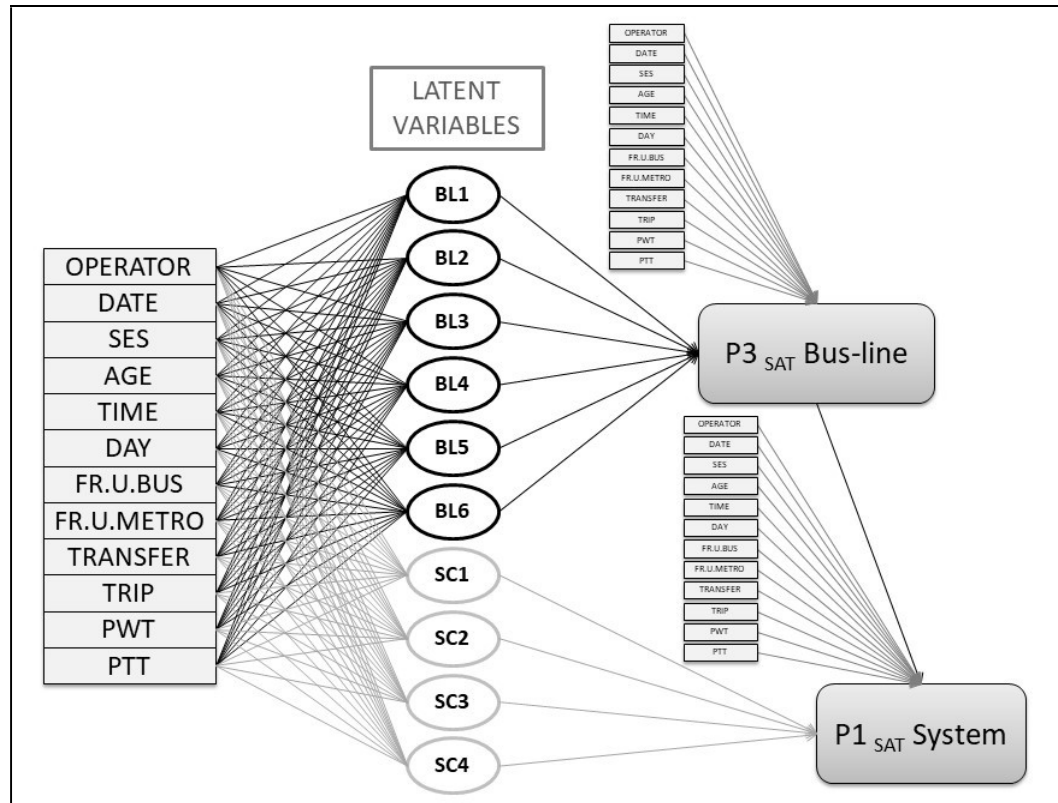 LATENT
VARIABLES
OPERATOR
DATE
SES
AGE
TIME
DAY
FR.U.BUS
FR.U.METRO
TRANSFER
TRIP
PWT
PTT
BL1
BL2
BL3
BL4
BL5
BL6
SC1
SC2
SC3
SC4
OPERATOR
DATE
SES
AGE
TIME
DAY
FR.U.BUS
FR.U.METRO
TRANSFER
TRIP
PWT
PTT
P3 SAT Bus-line
OPERATOR
DATE
SES
AGE
TIME
DAY
FR.U.BUS
FR.U.METRO
TRANSFER
TRIP
PWT
PTT
P1 SAT System